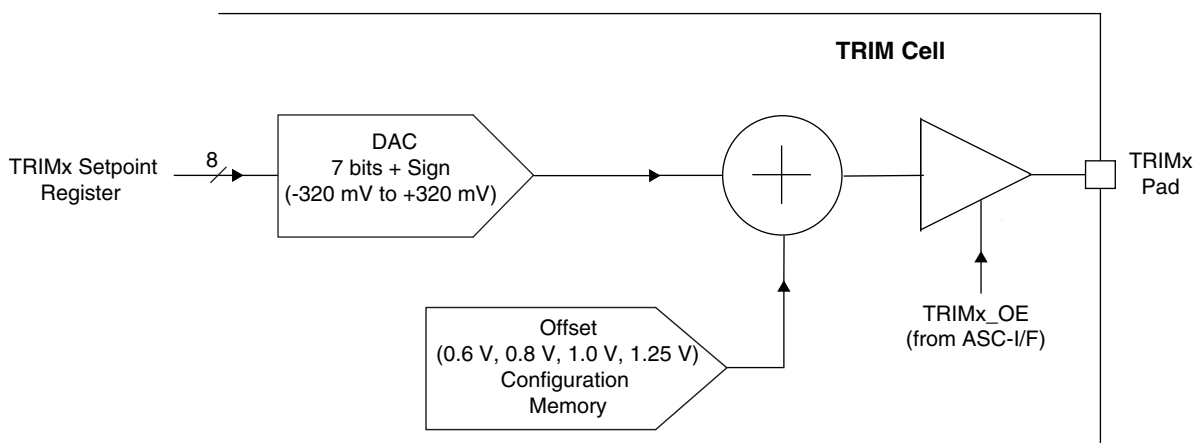 TRIM Cell
TRIMx Setpoint
Register
8
DAC
7 bits + Sign
(-320 mV to +320 mV)
TRIMx
Pad
TRIMx_OE
(from ASC-I/F)
Offset
(0.6 V, 0.8 V, 1.0 V, 1.25 V)
Configuration
Memory